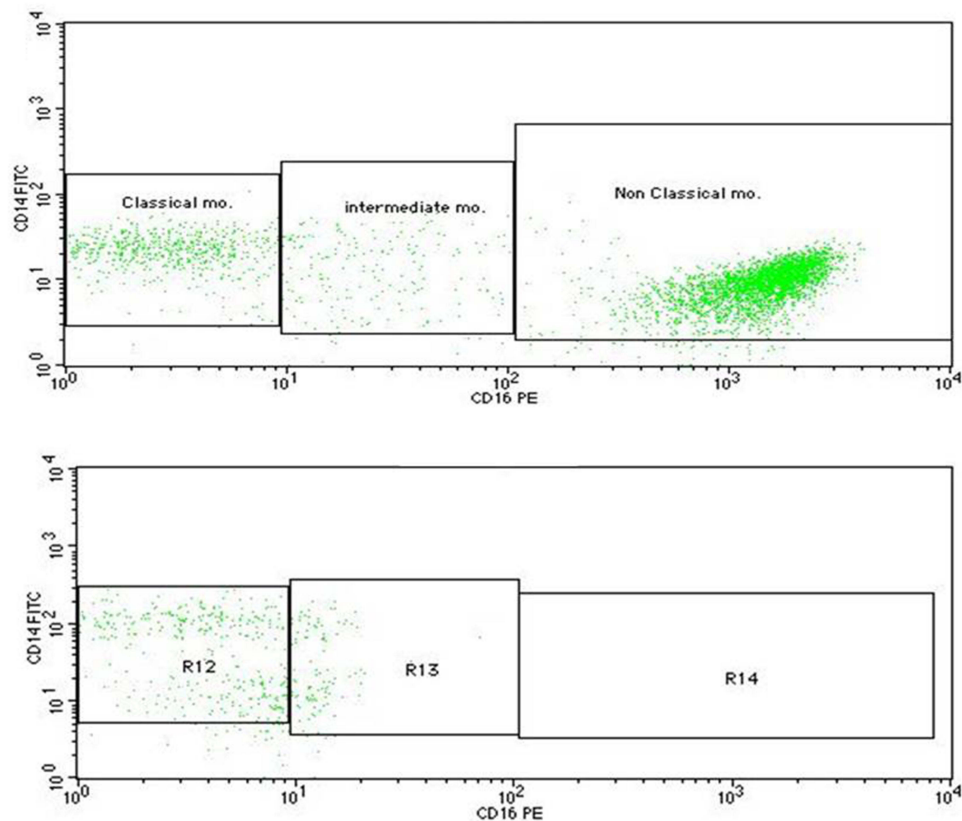 10^4
10^3
10^2
10^1
10^0
CD14 FITC
Classical mo.
intermediate mo.
Non Classical mo.
10^0 10^1 10^2 10^3 10^4
CD16 PE
10^4
10^3
10^2
10^1
10^0
CD14 FITC
R12
R13
R14
10^0 10^1 10^2 10^3 10^4
CD16 PE